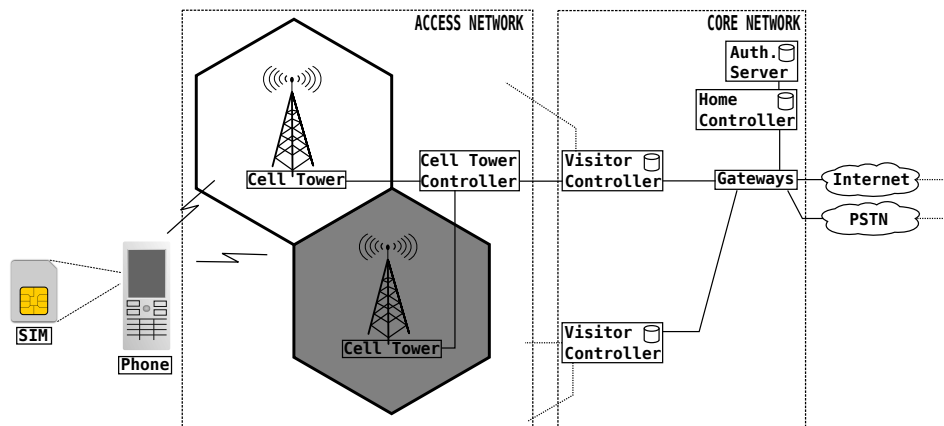 ACCESS NETWORK
CORE NETWORK
Auth.
Server
Home
Controller
Cell Tower
Cell Tower
Controller
Visitor
Controller
Gateways
Internet
PSTN
SIM
Phone
Cell Tower
Visitor
Controller